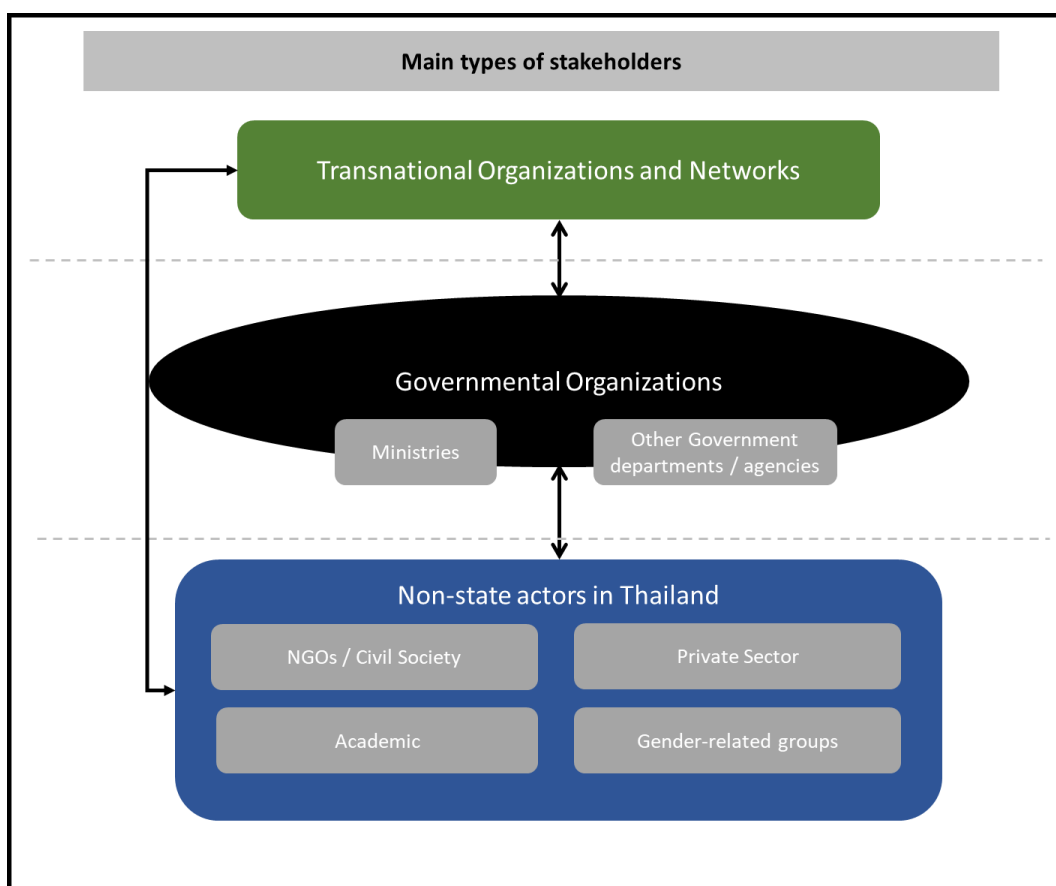 Main types of stakeholders
Transnational Organizations and Networks
Governmental Organizations
Ministries
Other Government
departments / agencies
Non-state actors in Thailand
NGOs / Civil Society
Private Sector
Academic
Gender-related groups